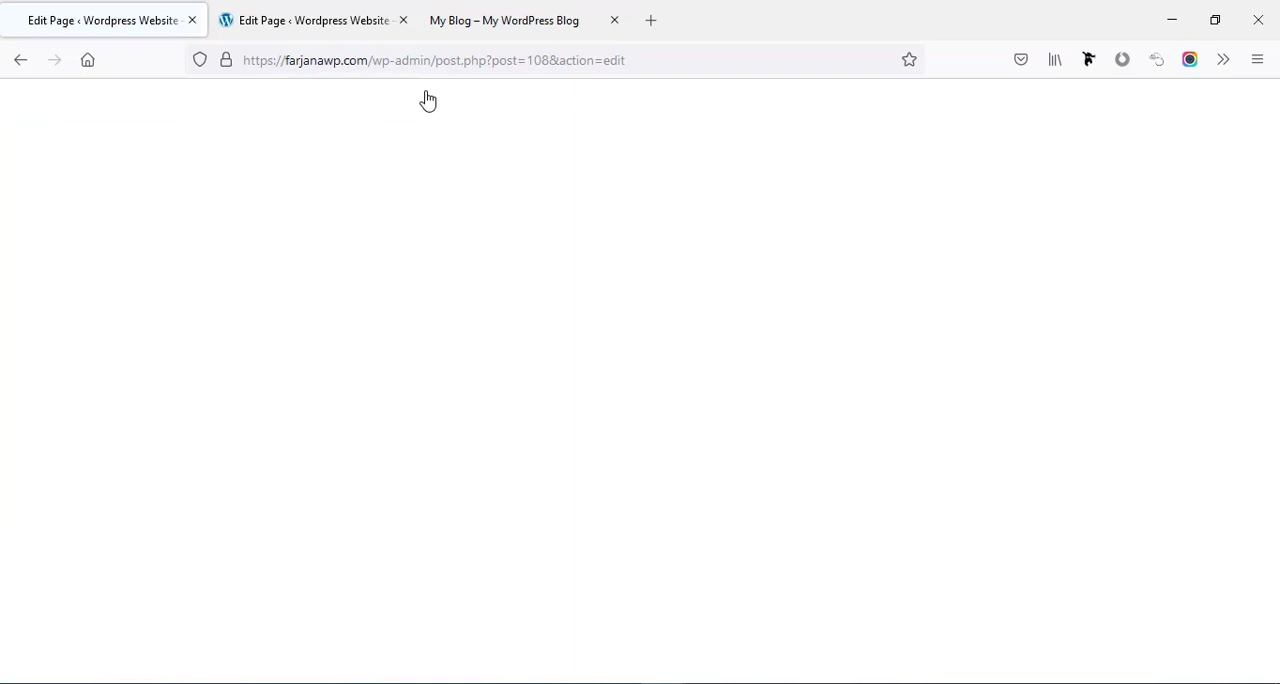 Edit Page ‹ Wordpress Website -
Edit Page ‹ Wordpress Website -
My Blog – My WordPress Blog
https://farjanawp.com/wp-admin/post.php?post=108&action=edit